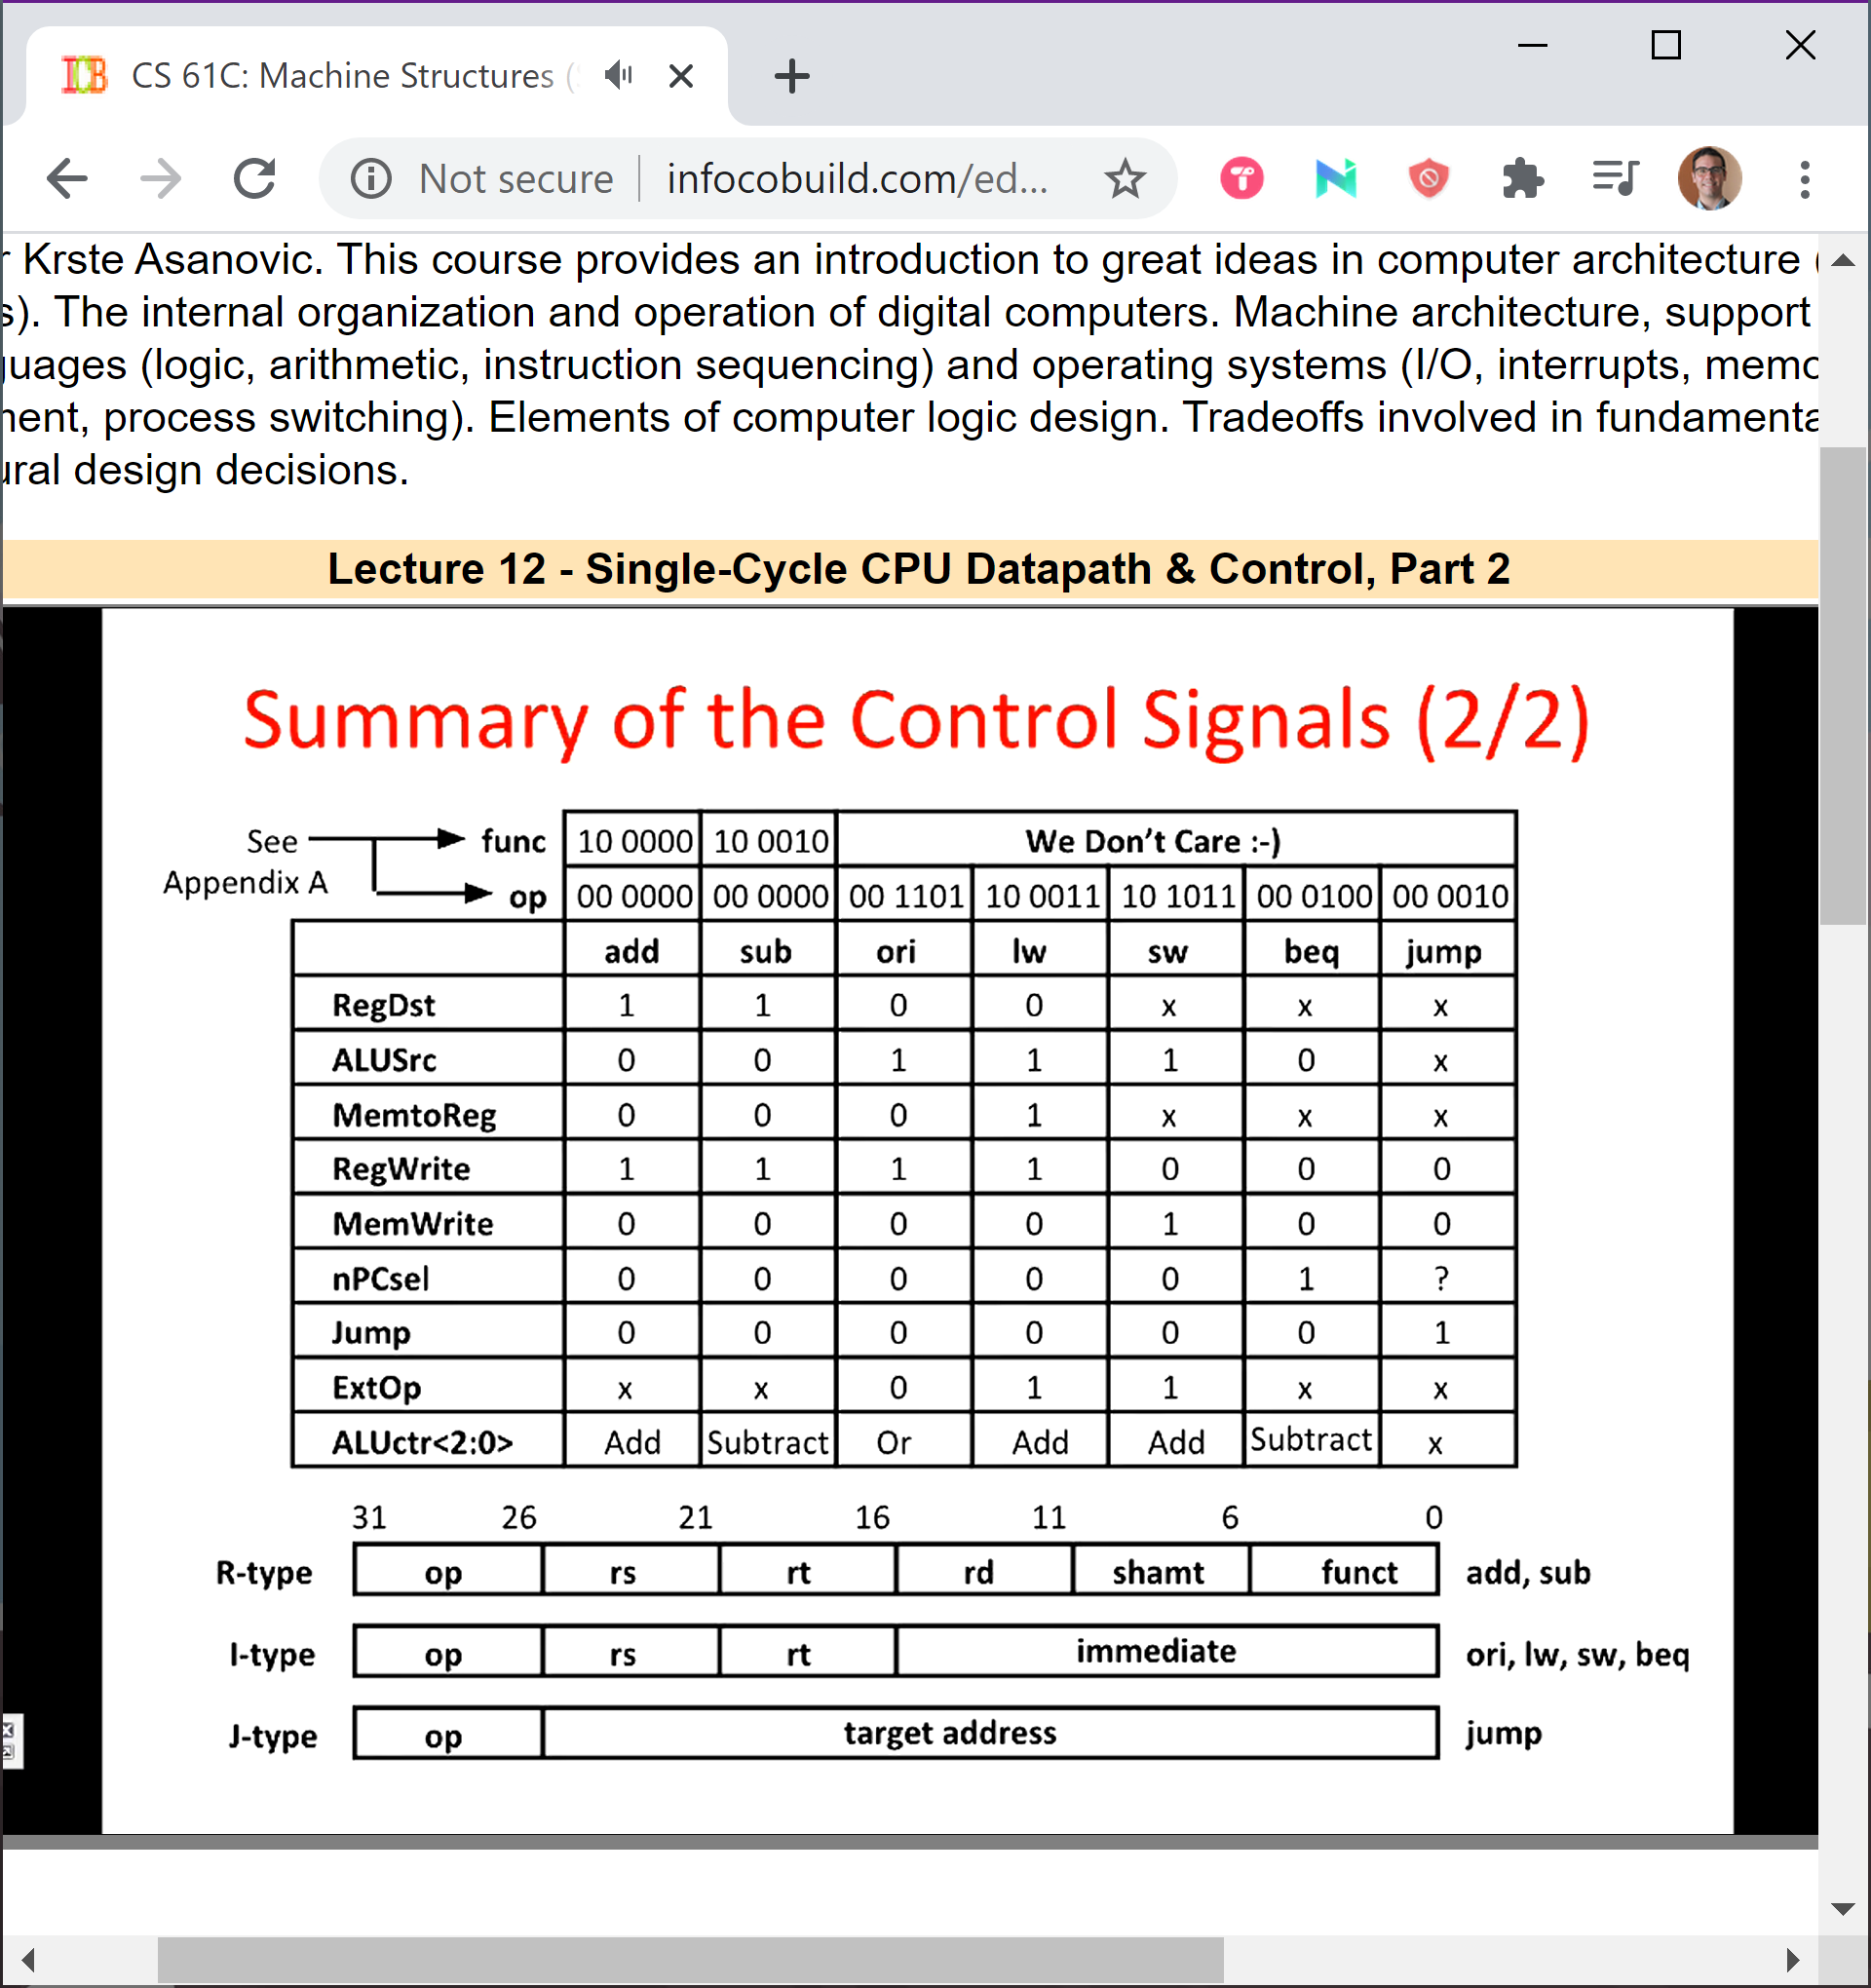 CS 61C: Machine Structures (
Not secure infocobuild.com/ed...
r Krste Asanovic. This course provides an introduction to great ideas in computer architecture (
s). The internal organization and operation of digital computers. Machine architecture, support
guages (logic, arithmetic, instruction sequencing) and operating systems (I/O, interrupts, memo
ment, process switching). Elements of computer logic design. Tradeoffs involved in fundamenta
ural design decisions.
Lecture 12 - Single-Cycle CPU Datapath & Control, Part 2
Summary of the Control Signals (2/2)
See func 10 0000 10 0010 We Don't Care :-)
Appendix A op 00 0000 00 0000 00 1101 10 0011 10 1011 00 0100 00 0010
add sub ori lw sw beq jump
RegDst 1 1 0 0 x x x
ALUSrc 0 0 1 1 1 0 x
MemtoReg 0 0 0 1 x x x
RegWrite 1 1 1 1 0 0 0
MemWrite 0 0 0 0 1 0 0
nPCsel 0 0 0 0 0 1 ?
Jump 0 0 0 0 0 0 1
ExtOp x x 0 1 1 x x
ALUctr<2:0> Add Subtract Or Add Add Subtract x
31 26 21 16 11 6 0
R-type op rs rt rd shamt funct add, sub
I-type op rs rt immediate ori, lw, sw, beq
J-type op target address jump